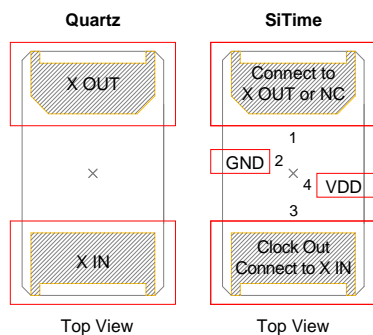 Quartz
X OUT
X IN
Top View
SiTime
Connect to
X OUT or NC
1
GND 2
4 VDD
3
Clock Out
Connect to X IN
Top View